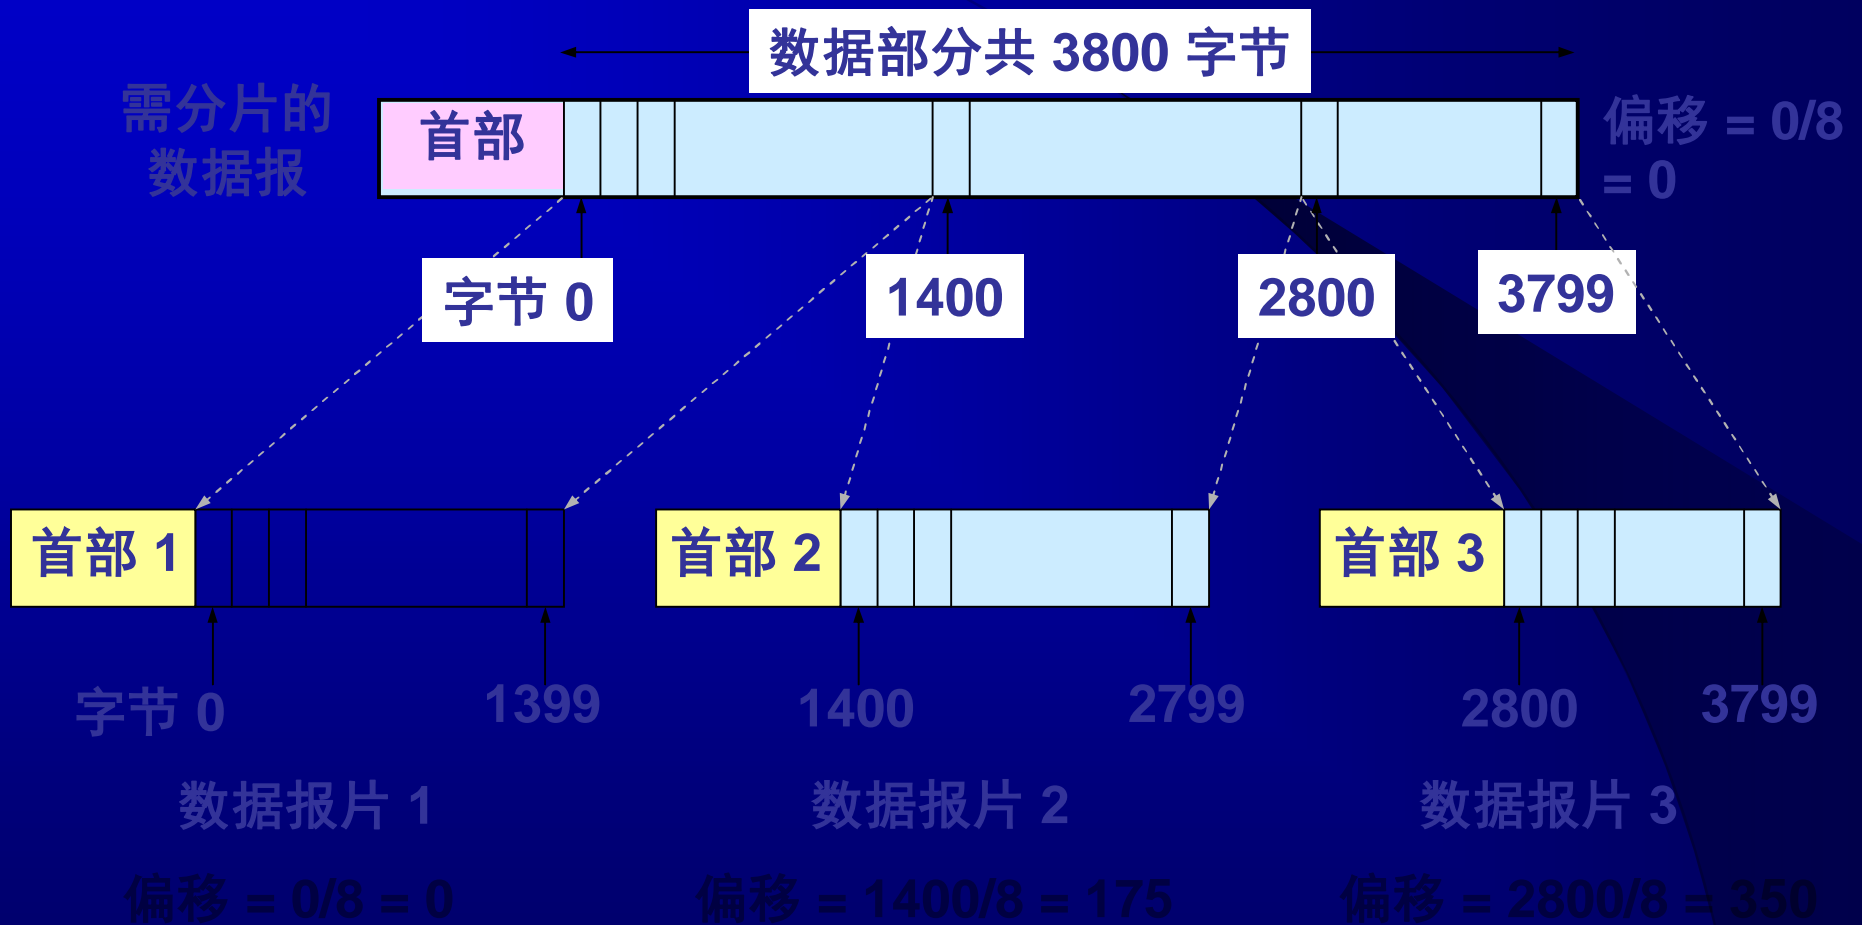 数据部分共 3800 字节
需分片的
数据报
首部
偏移 = 0/8
= 0
字节 0
1400
2800
3799
首部 1
首部 2
首部 3
字节 0
1399
1400
2799
2800
3799
数据报片 1
数据报片 2
数据报片 3
偏移 = 0/8 = 0
偏移 = 1400/8 = 175
偏移 = 2800/8 = 350